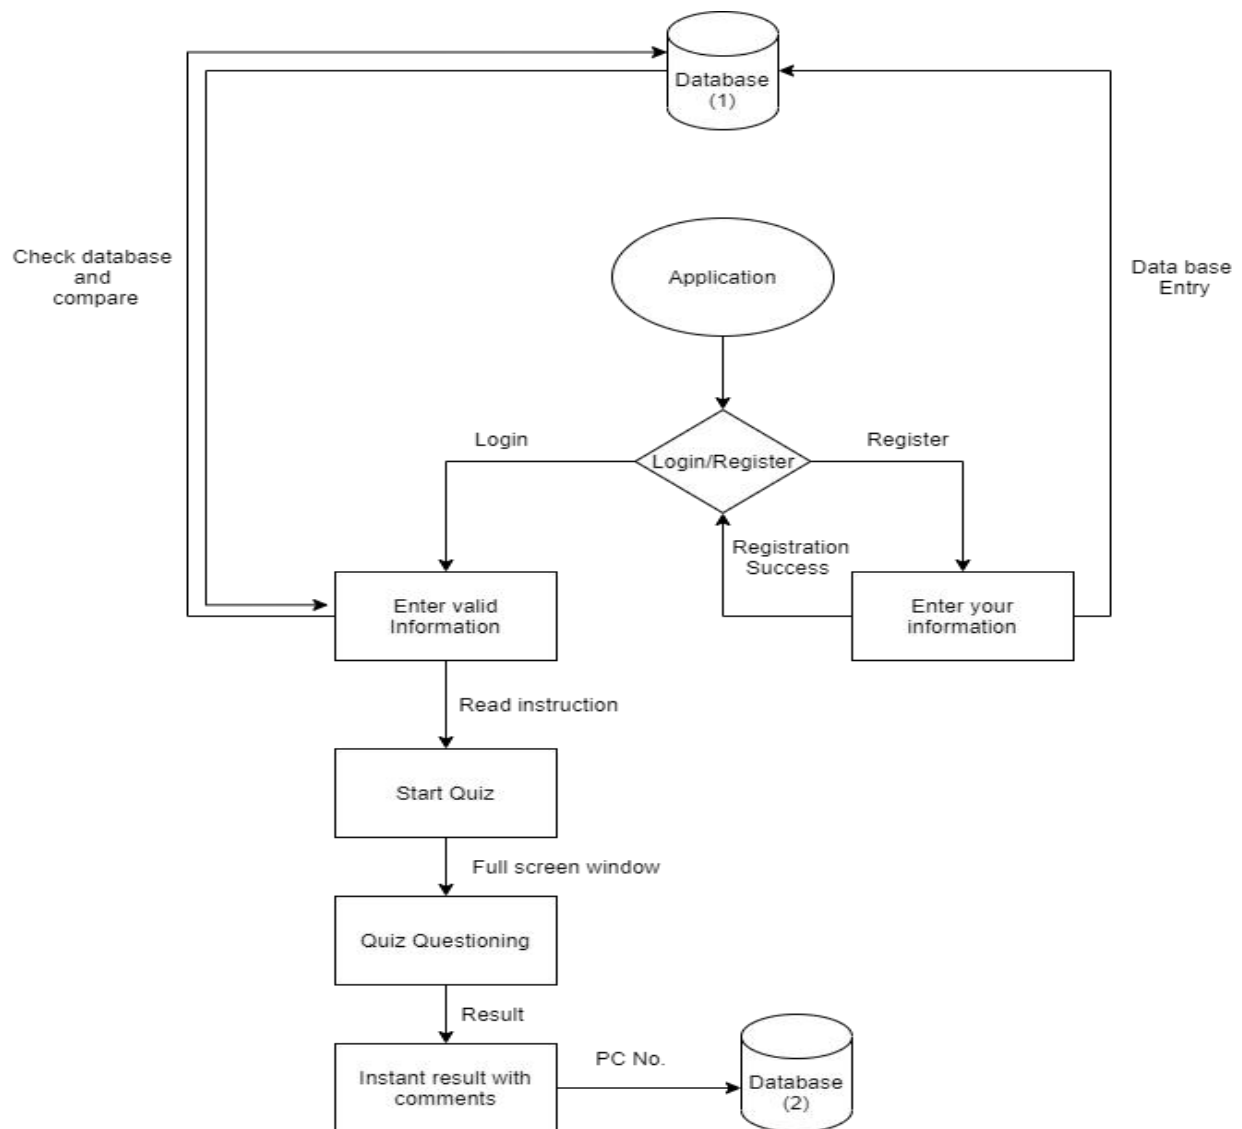 Database
(1)
Check database
and
compare
Application
Data base
Entry
Login
Login/Register
Register
Registration
Success
Enter valid
Information
Enter your
information
Read instruction
Start Quiz
Full screen window
Quiz Questioning
Result
Instant result with
comments
PC No.
Database
(2)